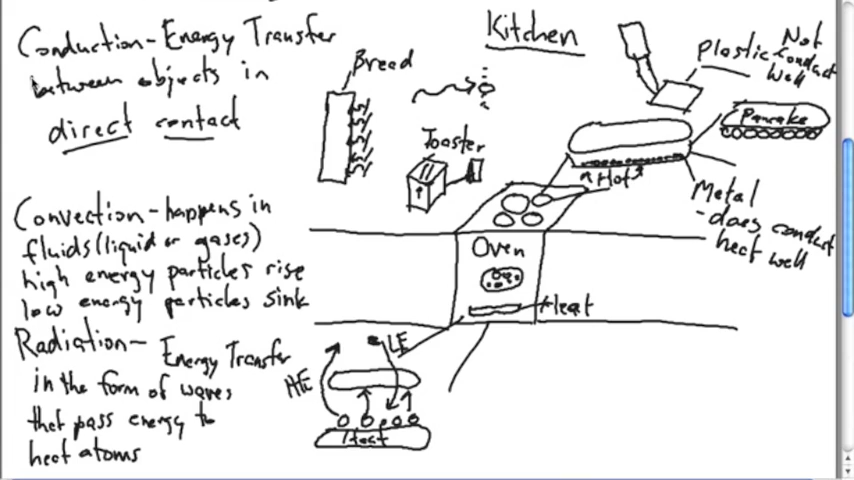 Conduction-Energy Transfer
between objects in
direct contact
Convection-happens in
fluids(liquid or gases)
high energy particles rise
low energy particles sink
Radiation- Energy Transfer
in the form of waves
that pass energy to
heat atoms
Bread
Toaster
Kitchen
Plastic-Not conduct
well
Pancake
Hot
Metal
-does conduct
heat well
Oven
Heat
HE
LE
Heat